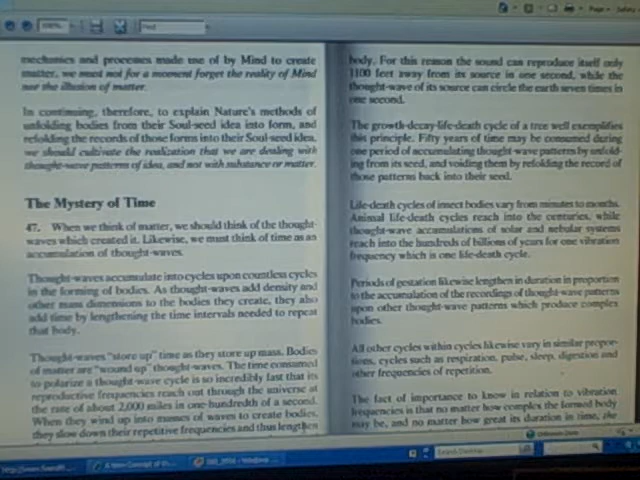 Page
Safety
Find
mechanics and processes made use of by Mind to create
matter, we must not for a moment forget the reality of Mind
nor the illusion of matter.
In continuing, therefore, to explain Nature's methods of
unfolding bodies from their Soul-seed idea into form, and
refolding the records of those forms into their Soul-seed idea,
we should cultivate the realization that we are dealing with
thought-wave patterns of idea, and not with substance or matter.
The Mystery of Time
47. When we think of matter, we should think of the thought-
waves which created it. Likewise, we must think of time as an
accumulation of thought-waves.
Thought-waves accumulate into cycles upon countless cycles
in the forming of bodies. As thought-waves add density and
other mass dimensions to the bodies they create, they also
add time by lengthening the time intervals needed to repeat
that body.
Thought-waves "store up" time as they store up mass. Bodies
of matter are "wound up" thought-waves. The time consumed
to polarize a thought-wave cycle is so incredibly fast that its
reproductive frequencies reach out through the universe at
the rate of about 2,000 miles in one-hundredth of a second.
When they wind up into masses of waves to create bodies,
they slow down their repetitive frequencies and thus lengthen
body. For this reason the sound can reproduce itself only
1100 feet away from its source in one second, while the
thought-wave of its source can circle the earth seven times in
one second.
The growth-decay-life-death cycle of a tree well exemplifies
this principle. Fifty years of time may be consumed during
one period of accumulating thought-wave patterns by unfold-
ing from its seed, and voiding them by refolding the record of
those patterns back into their seed.
Life-death cycles of insect bodies vary from minutes to months.
Animal life-death cycles reach into the centuries, while
thought-wave accumulations of solar and nebular systems
reach into the hundreds of billions of years for one vibration
frequency which is one life-death cycle.
Periods of gestation likewise lengthen in duration in proportion
to the accumulation of the recordings of thought-wave patterns
upon other thought-wave patterns which produce complex
bodies.
All other cycles within cycles likewise vary in similar propor-
tions, cycles such as respiration, pulse, sleep, digestion and
other frequencies of repetition.
The fact of importance to know in relation to vibration
frequencies is that no matter how complex the formed body
may be, and no matter how great its duration in time, the
Search Desktop
A New Concept of th...
Windows